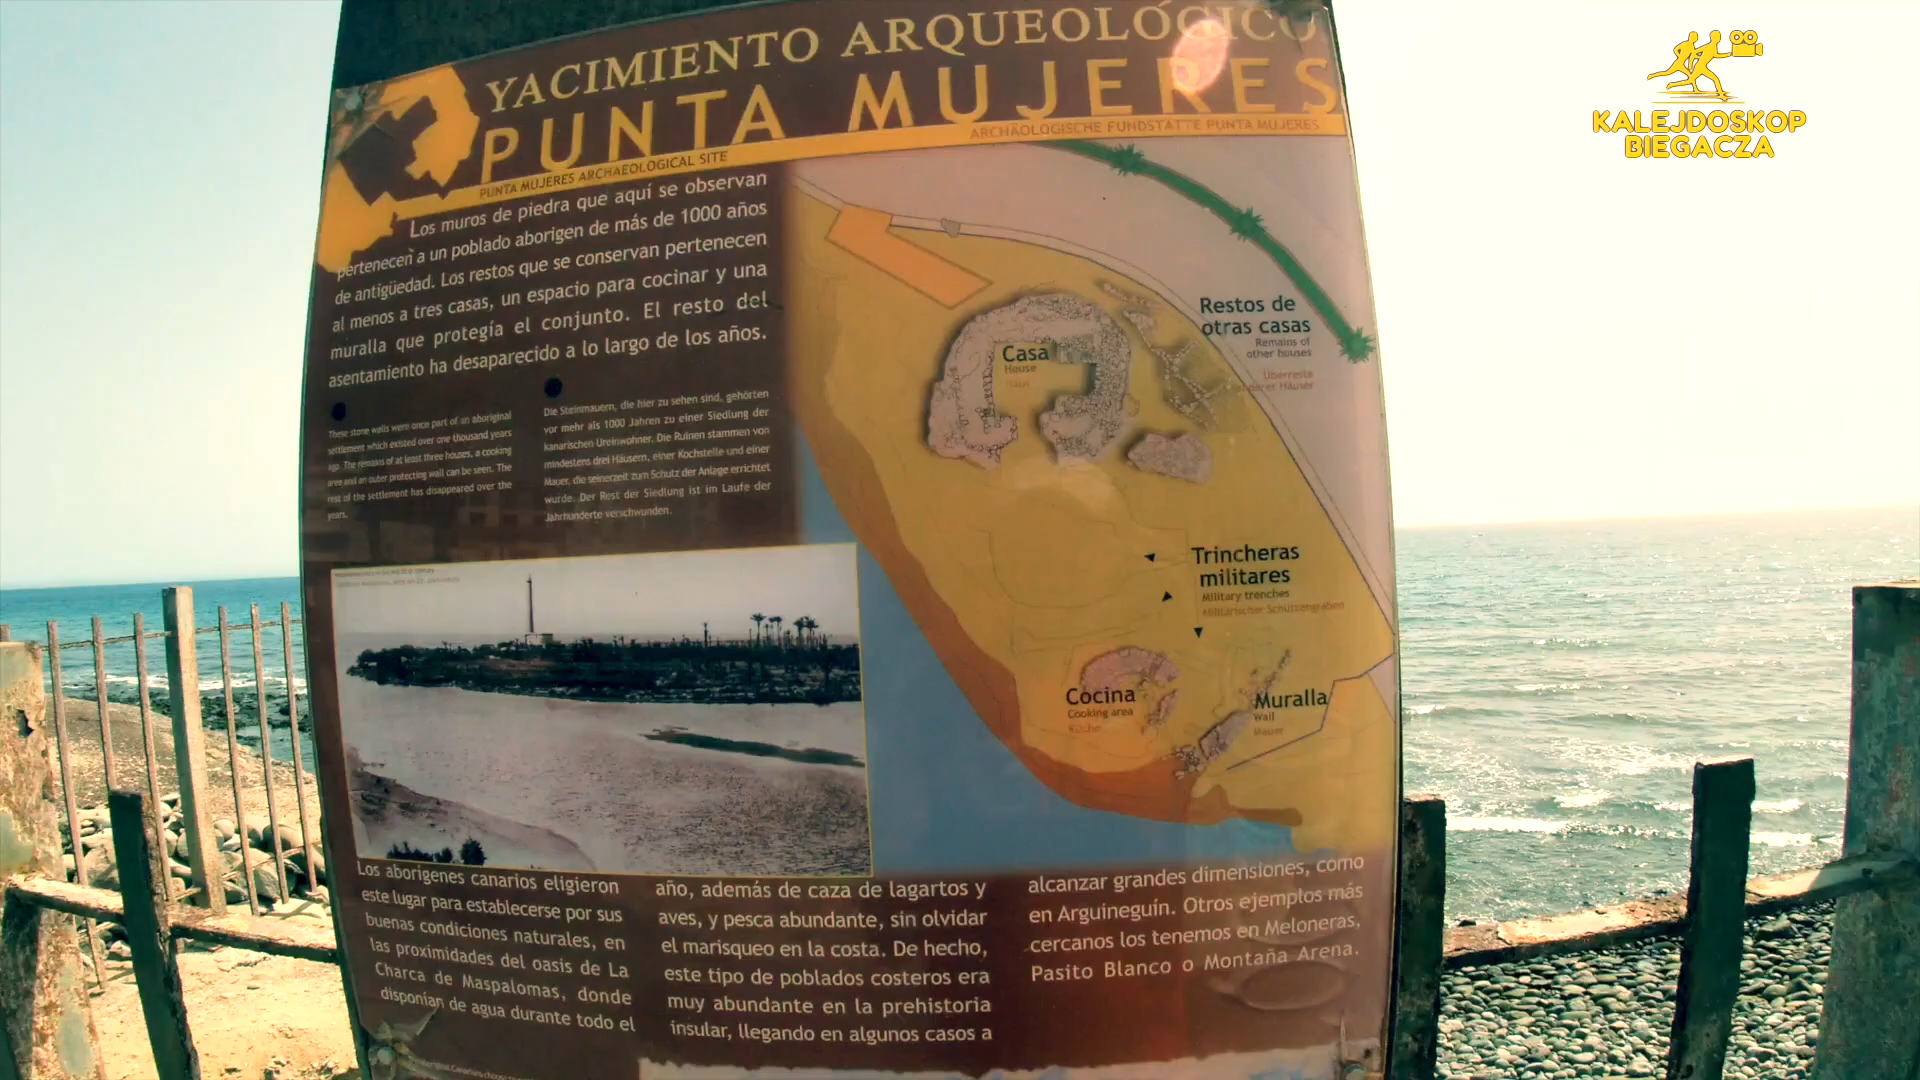 YACIMIENTO ARQUEOLÓGICO
PUNTA MUJERES
PUNTA MUJERES ARCHAEOLOGICAL SITE
ARCHÄOLOGISCHE FUNDSTÄTTE PUNTA MUJERES
KALEJDOSKOP
BIEGACZA
Los muros de piedra que aquí se observan
pertenecen a un poblado aborigen de más de 1000 años
de antigüedad. Los restos que se conservan pertenecen
al menos a tres casas, un espacio para cocinar y una
muralla que protegía el conjunto. El resto del
asentamiento ha desaparecido a lo largo de los años.
These stone walls were once part of an aboriginal
settlement which existed over one thousand years
ago. The remains of at least three houses, a cooking
area and an outer protecting wall can be seen. The
rest of the settlement has disappeared over the
years.
Die Steinmauern, die hier zu sehen sind, gehörten
vor mehr als 1000 Jahren zu einer Siedlung der
kanarischen Ureinwohner. Die Ruinen stammen von
mindestens drei Häusern, einer Kochstelle und einer
Mauer, die seinerzeit zum Schutz der Anlage errichtet
wurde. Der Rest der Siedlung ist im Laufe der
Jahrhunderte verschwunden.
Casa
House
Haus
Restos de
otras casas
Remains of
other houses
Überreste
Häuser
Trincheras
militares
Military trenches
Militärischer Schützengraben
Cocina
Cooking area
Küche
Muralla
Wall
Mauer
Los aborígenes canarios eligieron
este lugar para establecerse por sus
buenas condiciones naturales, en
las proximidades del oasis de La
Charca de Maspalomas, donde
disponían de agua durante todo el
año, además de caza de lagartos y
aves, y pesca abundante, sin olvidar
el marisqueo en la costa. De hecho,
este tipo de poblados costeros era
muy abundante en la prehistoria
insular, llegando en algunos casos a
alcanzar grandes dimensiones, como
en Arguineguín. Otros ejemplos más
cercanos los tenemos en Meloneras,
Pasito Blanco o Montaña Arena.